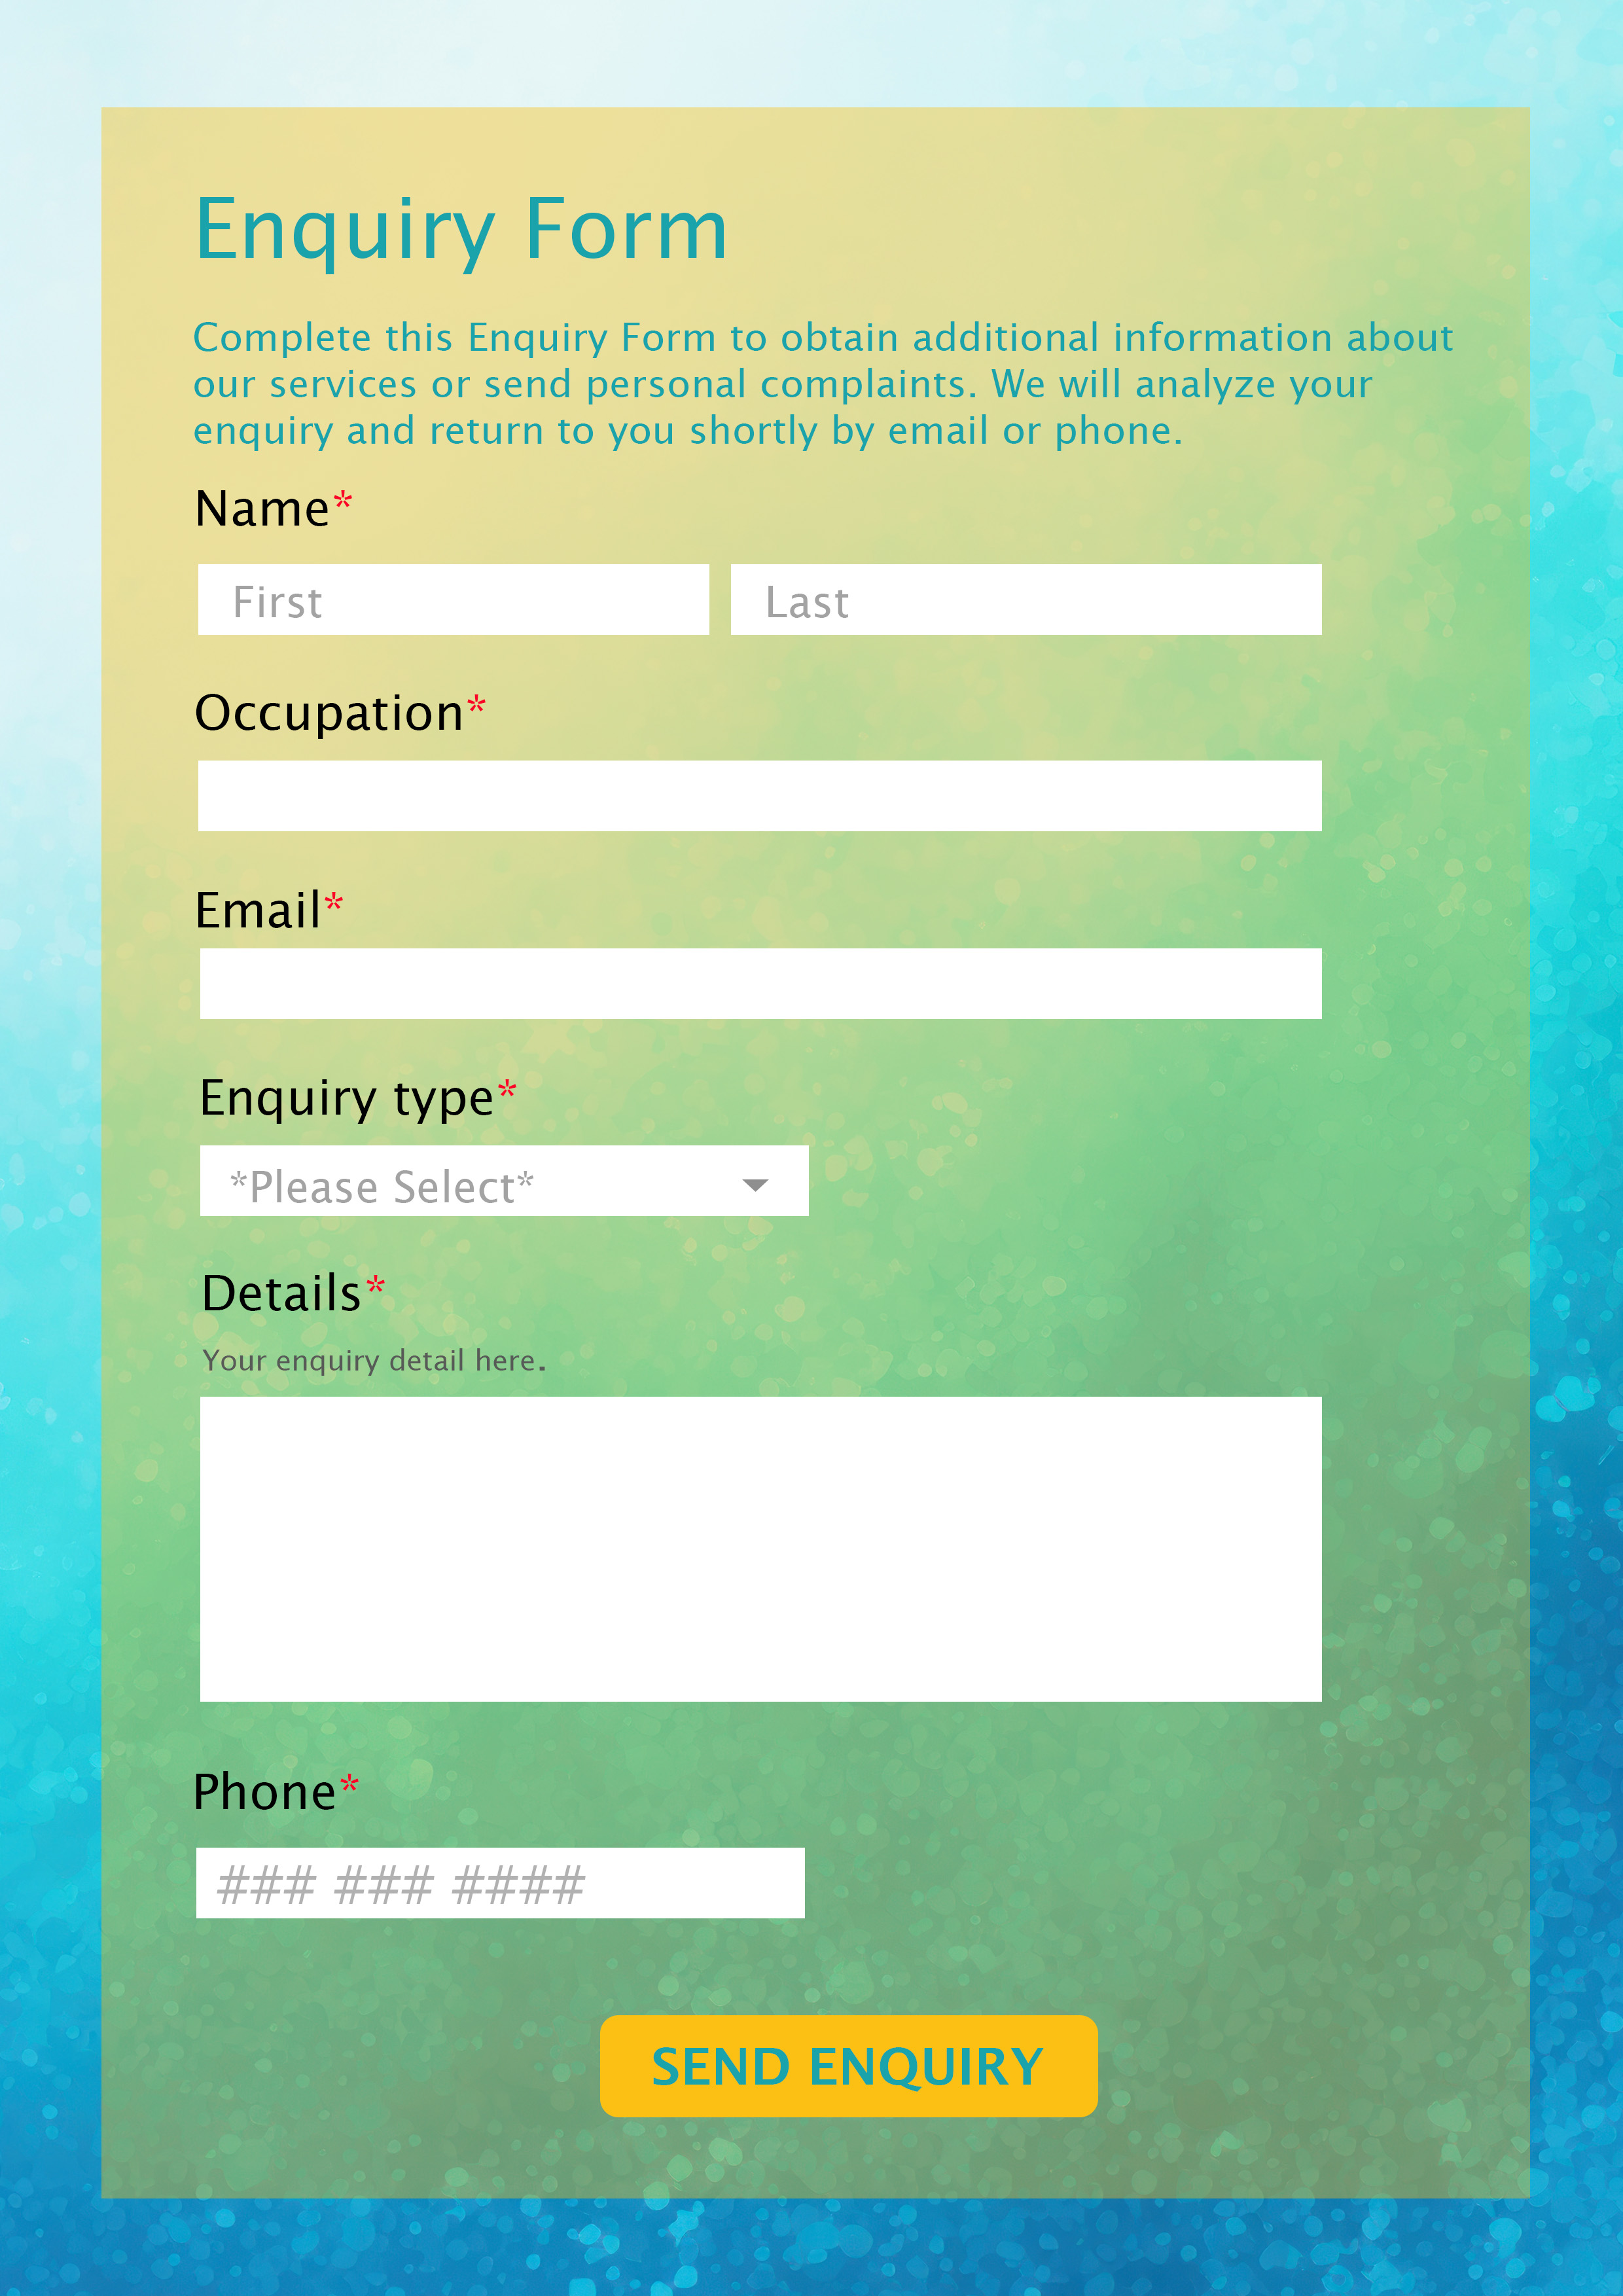 Enquiry Form
Complete this Enquiry Form to obtain additional information about
our services or send personal complaints. We will analyze your
enquiry and return to you shortly by email or phone.
Name*
First Last
Occupation*
Email*
Enquiry type*
*Please Select*
Details*
Your enquiry detail here.
Phone*
### ### ####
SEND ENQUIRY